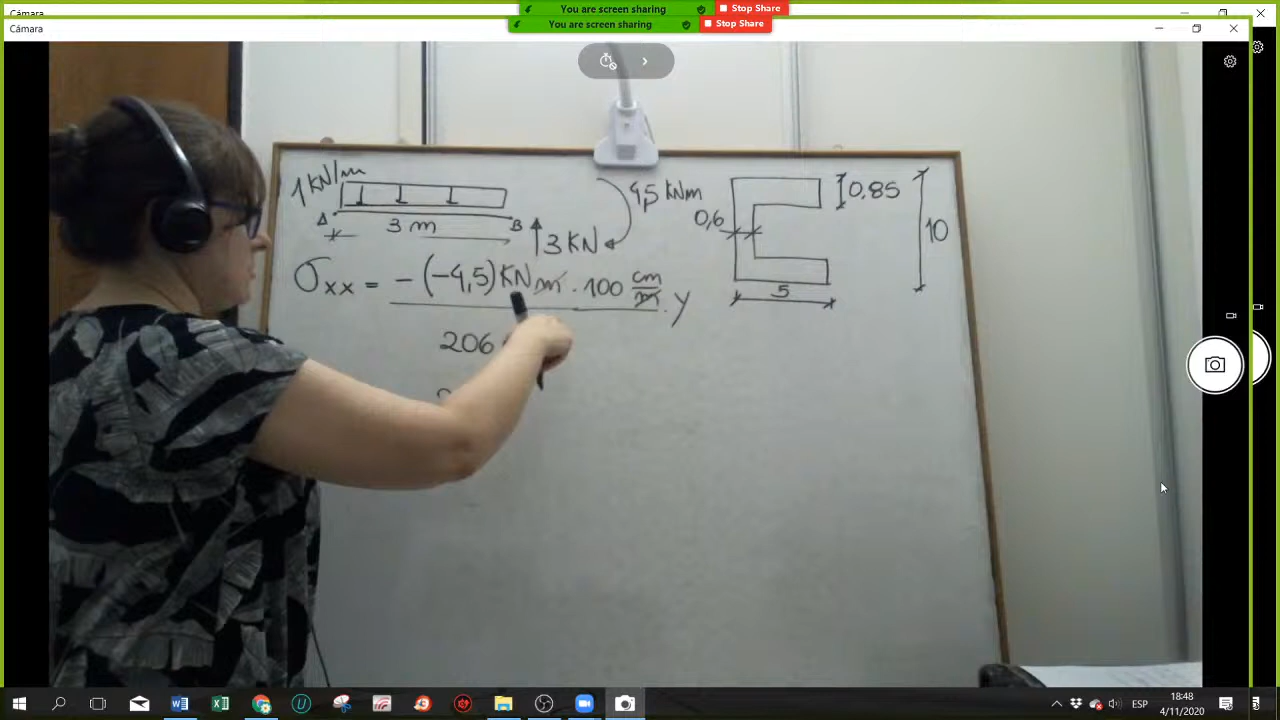 You are screen sharing
Stop Share
Cámara
You are screen sharing
Stop Share
Cámara
1 KN/m
A
3 m
B
3 KN
4,5 KNm
0,6
0,85
10
5
σxx = - (-4,5) KN m . 100 cm/m . y
206
ESP
18:48
4/11/2020